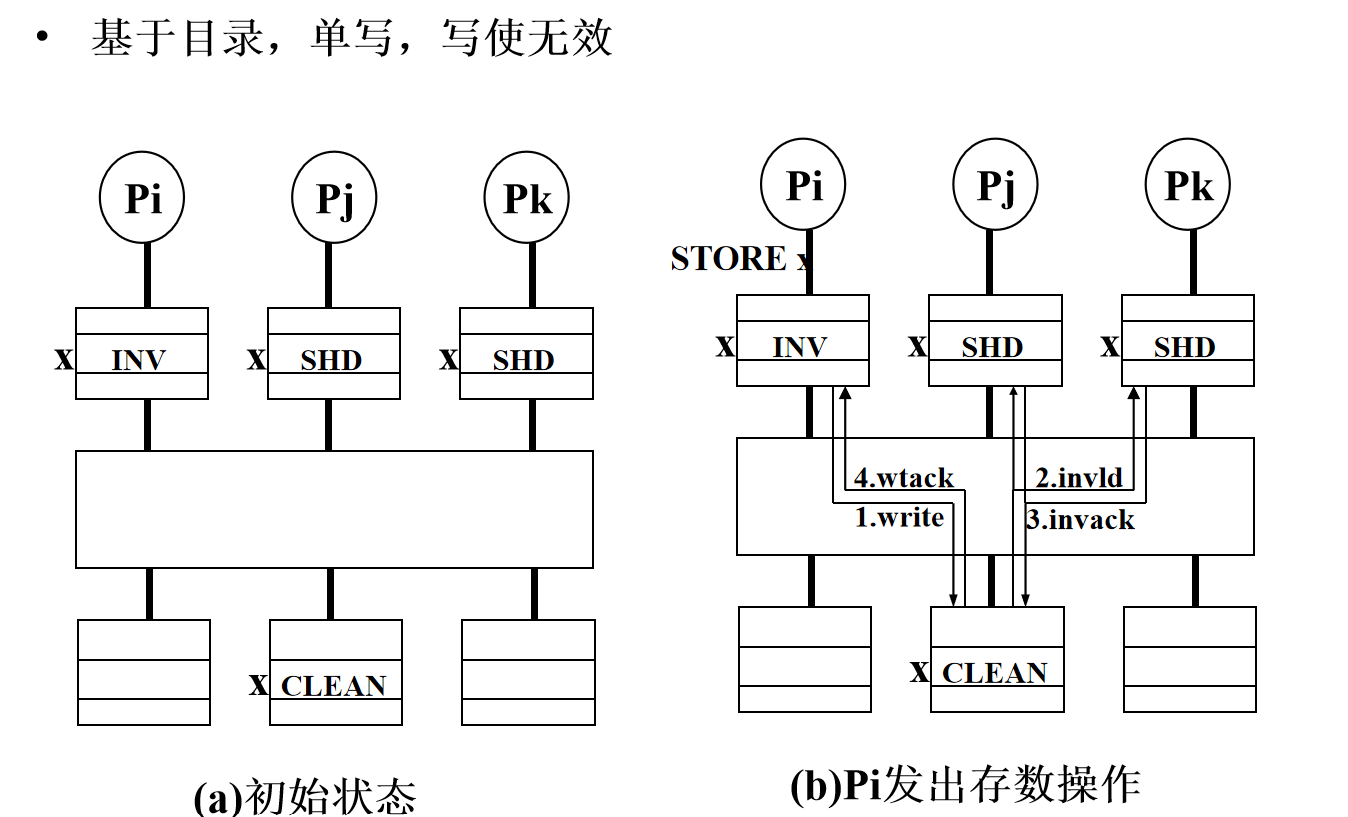 • 基于目录，单写，写使无效
Pi Pj Pk
x INV x SHD x SHD
x CLEAN
(a)初始状态
Pi Pj Pk
STORE x
x INV x SHD x SHD
4.wtack 2.invld
1.write 3.invack
x CLEAN
(b)Pi发出存数操作